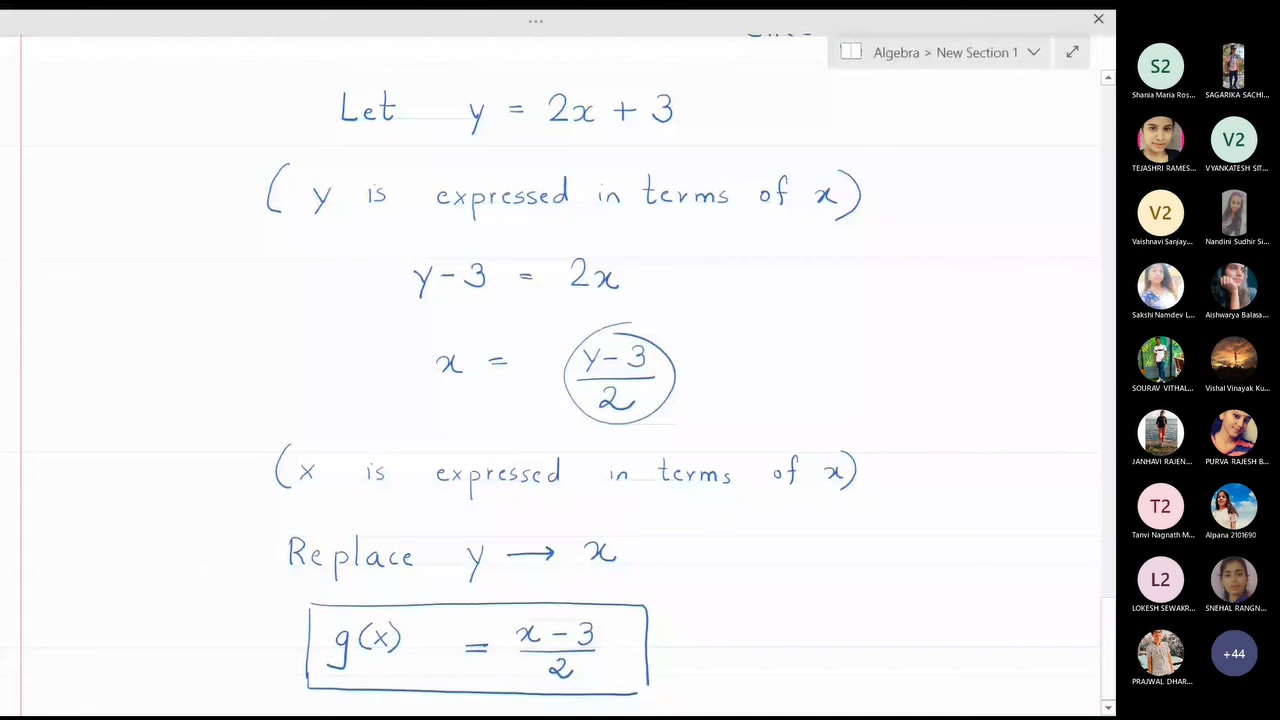 Algebra > New Section 1
Let y = 2x + 3
( y is expressed in terms of x)
y - 3 = 2x
x = y - 3 / 2
(x is expressed in terms of x)
Replace y → x
g(x) = x - 3 / 2
S2
Shania Maria Ros...
SAGARIKA SACHI...
TEJASHRI RAMES...
V2
VYANKATESH SIT...
V2
Vaishnavi Sanjay...
Nandini Sudhir Si...
Sakshi Namdev L...
Aishwarya Balasa...
SOURAV VITHAL...
Vishal Vinayak Ku...
JANHAVI RAJEN...
PURVA RAJESH B...
T2
Tanvi Nagnath M...
Alpana 2101690
L2
LOKESH SEWAKR...
SNEHAL RANGN...
PRAJWAL DHAR...
+44